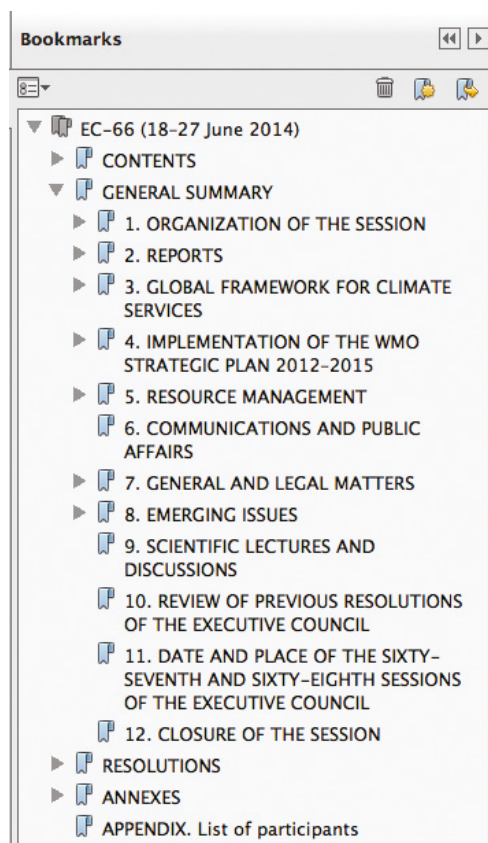 Bookmarks
EC-66 (18-27 June 2014)
CONTENTS
GENERAL SUMMARY
1. ORGANIZATION OF THE SESSION
2. REPORTS
3. GLOBAL FRAMEWORK FOR CLIMATE
SERVICES
4. IMPLEMENTATION OF THE WMO
STRATEGIC PLAN 2012-2015
5. RESOURCE MANAGEMENT
6. COMMUNICATIONS AND PUBLIC
AFFAIRS
7. GENERAL AND LEGAL MATTERS
8. EMERGING ISSUES
9. SCIENTIFIC LECTURES AND
DISCUSSIONS
10. REVIEW OF PREVIOUS RESOLUTIONS
OF THE EXECUTIVE COUNCIL
11. DATE AND PLACE OF THE SIXTY-
SEVENTH AND SIXTY-EIGHTH SESSIONS
OF THE EXECUTIVE COUNCIL
12. CLOSURE OF THE SESSION
RESOLUTIONS
ANNEXES
APPENDIX. List of participants